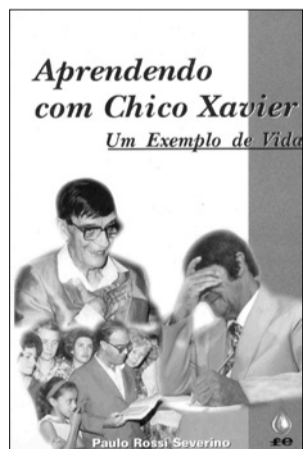 Aprendendo
com Chico Xavier
Um Exemplo de Vida
Paulo Rossi Severino
fe